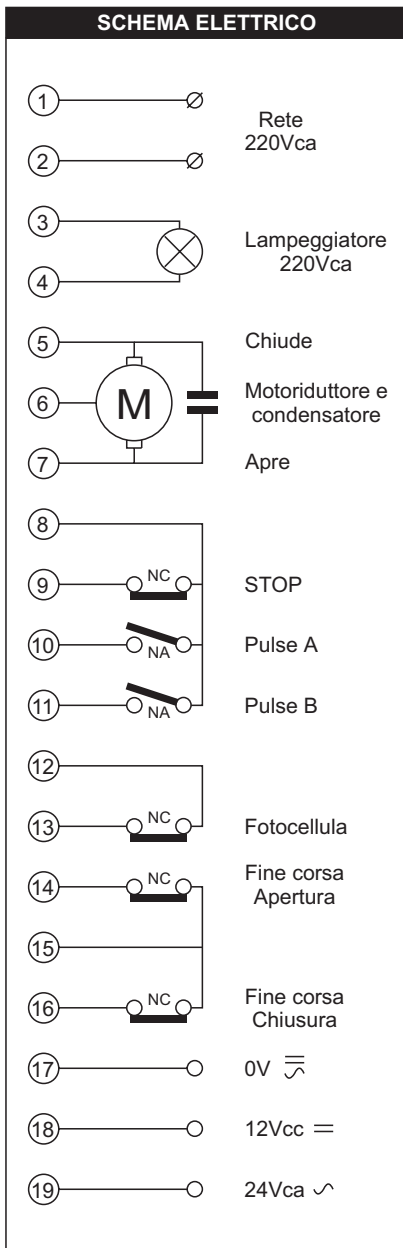 SCHEMA ELETTRICO
1
Rete
2
220Vca
3
Lampeggiatore
220Vca
4
5
Chiude
6
M
Motoriduttore e
condensatore
7
Apre
8
9
NC
STOP
10
NA
Pulse A
11
NA
Pulse B
12
13
NC
Fotocellula
14
NC
Fine corsa
Apertura
15
16
NC
Fine corsa
Chiusura
17
0V
18
12Vcc
19
24Vca